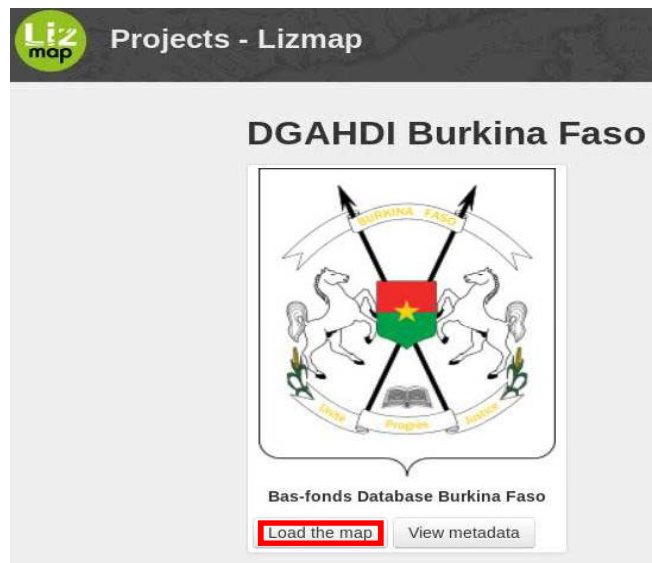 Liz
map
Projects - Lizmap
DGAHDI Burkina Faso
BURKINA FASO
Unité Progrès Justice
Bas-fonds Database Burkina Faso
Load the map
View metadata